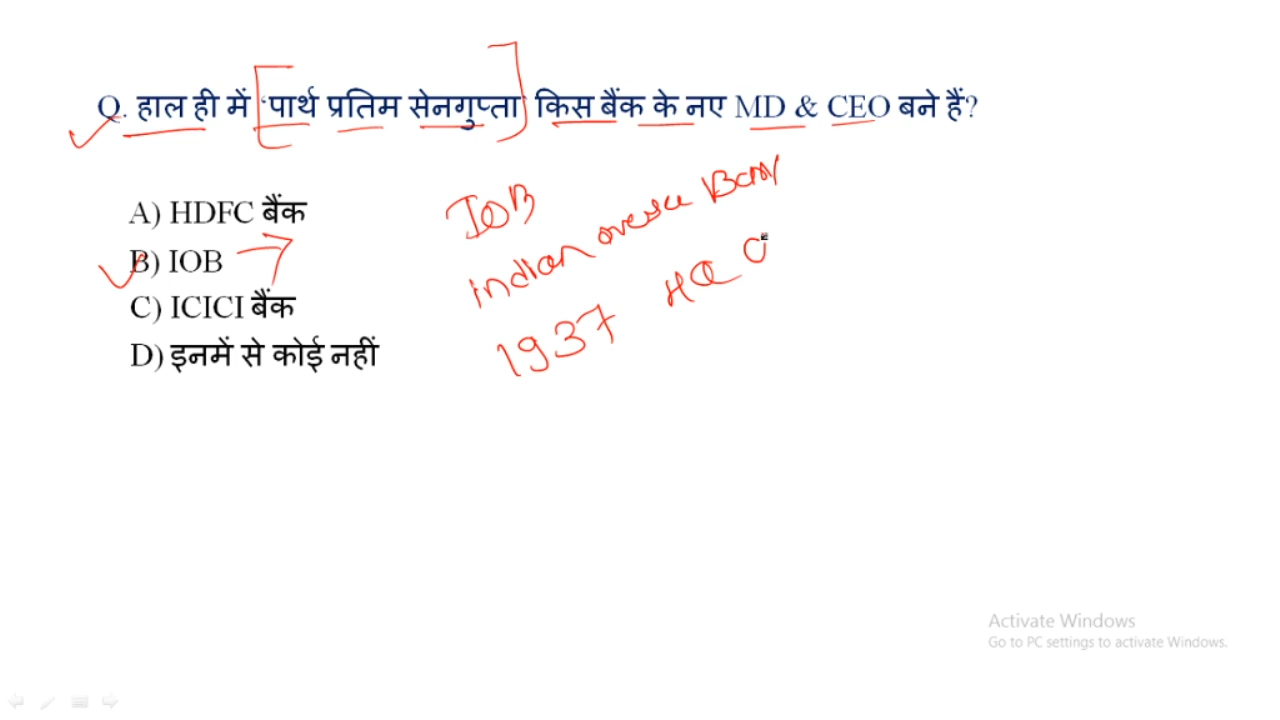 Q. हाल ही में 'पार्थ प्रतिम सेनगुप्ता' किस बैंक के नए MD & CEO बने हैं?
A) HDFC बैंक
B) IOB
C) ICICI बैंक
D) इनमें से कोई नहीं
IOB
indian overse Bank
1937 HQ C
Activate Windows
Go to PC settings to activate Windows.